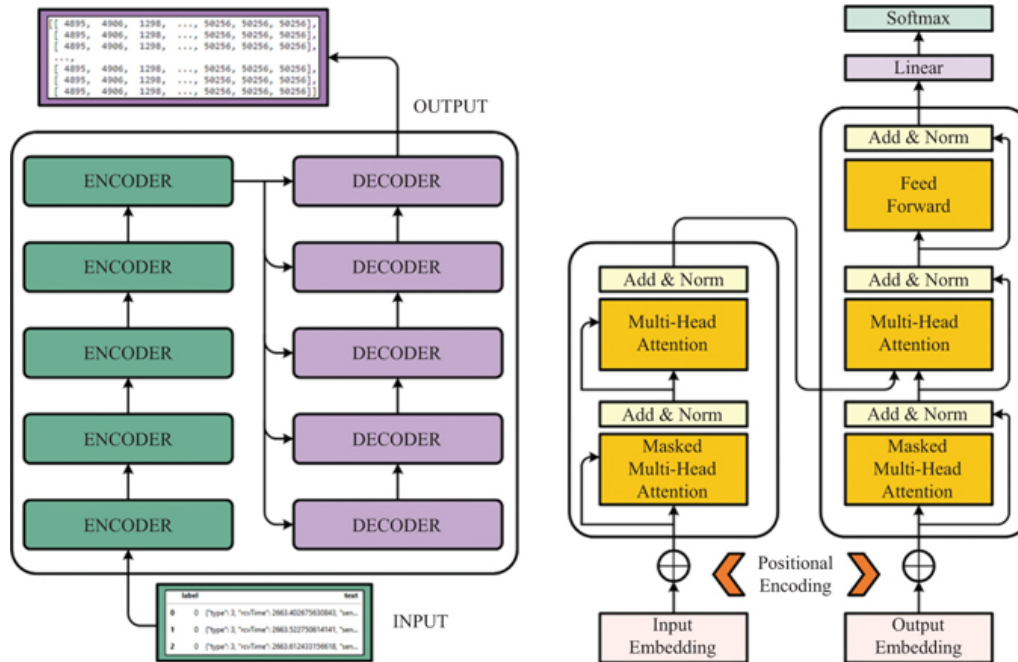 [[ 4895, 4906, 1298, ..., 50256, 50256, 50256],
[ 4895, 4906, 1298, ..., 50256, 50256, 50256],
[ 4895, 4906, 1298, ..., 50256, 50256, 50256],
...,
[ 4895, 4906, 1298, ..., 50256, 50256, 50256],
[ 4895, 4906, 1298, ..., 50256, 50256, 50256],
[ 4895, 4906, 1298, ..., 50256, 50256, 50256]]
OUTPUT
ENCODER
DECODER
ENCODER
DECODER
ENCODER
DECODER
ENCODER
DECODER
ENCODER
DECODER
INPUT
label text
0 0 {"type": 3, "rcvTime": 2663.402675630843, "sen...
1 0 {"type": 3, "rcvTime": 2663.522750614141, "sen...
2 0 {"type": 3, "rcvTime": 2663.612433156618, "sen...
Add & Norm
Multi-Head
Attention
Add & Norm
Masked
Multi-Head
Attention
Input
Embedding
Positional
Encoding
Softmax
Linear
Add & Norm
Feed
Forward
Add & Norm
Multi-Head
Attention
Add & Norm
Masked
Multi-Head
Attention
Output
Embedding